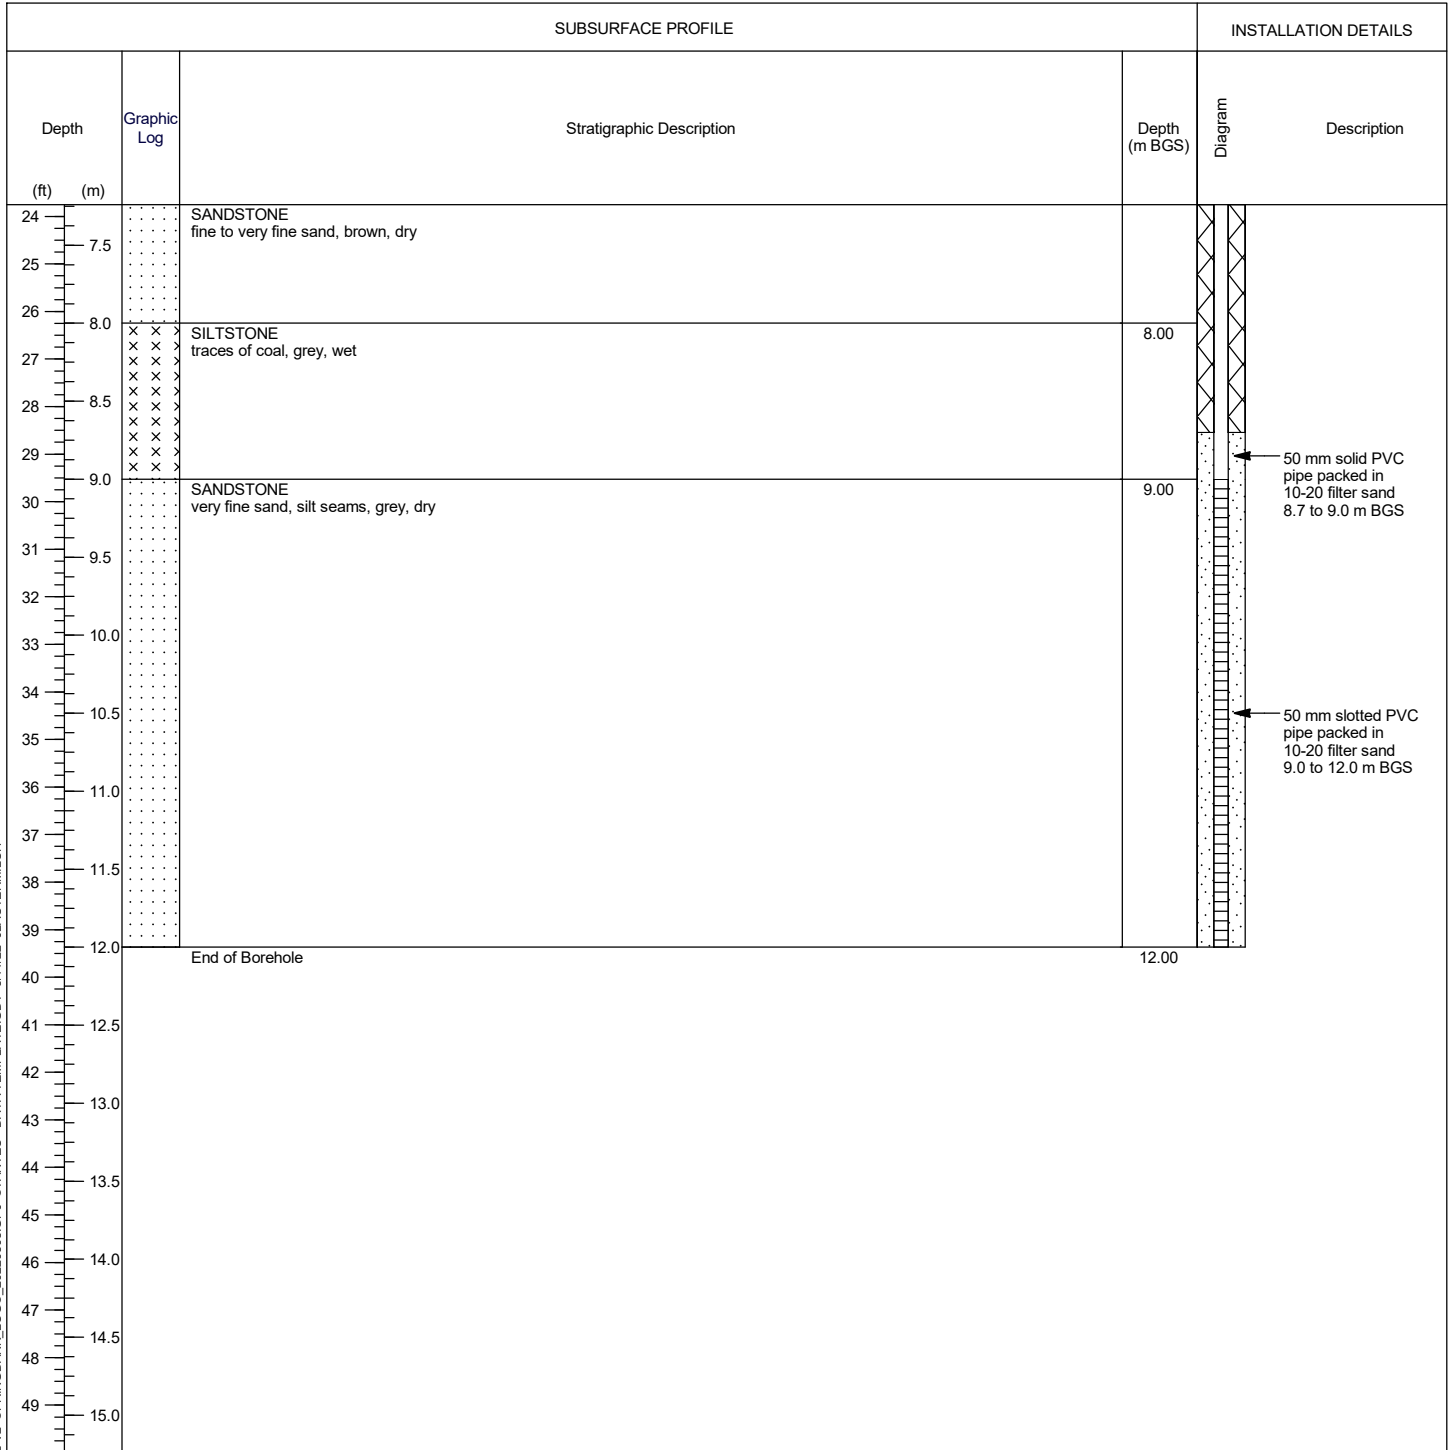 SUBSURFACE PROFILE
INSTALLATION DETAILS
Depth
Graphic
Log
Stratigraphic Description
Depth
(m BGS)
Diagram
Description
(ft) (m)
24
7.5
25
26
8.0
27
28
8.5
29
9.0
30
31
9.5
32
10.0
33
34
10.5
35
36
11.0
37
11.5
38
39
12.0
40
41
12.5
42
13.0
43
44
13.5
45
46
14.0
47
14.5
48
49
15.0
SANDSTONE
fine to very fine sand, brown, dry
SILTSTONE
traces of coal, grey, wet
8.00
SANDSTONE
very fine sand, silt seams, grey, dry
9.00
End of Borehole
12.00
50 mm solid PVC
pipe packed in
10-20 filter sand
8.7 to 9.0 m BGS
50 mm slotted PVC
pipe packed in
10-20 filter sand
9.0 to 12.0 m BGS